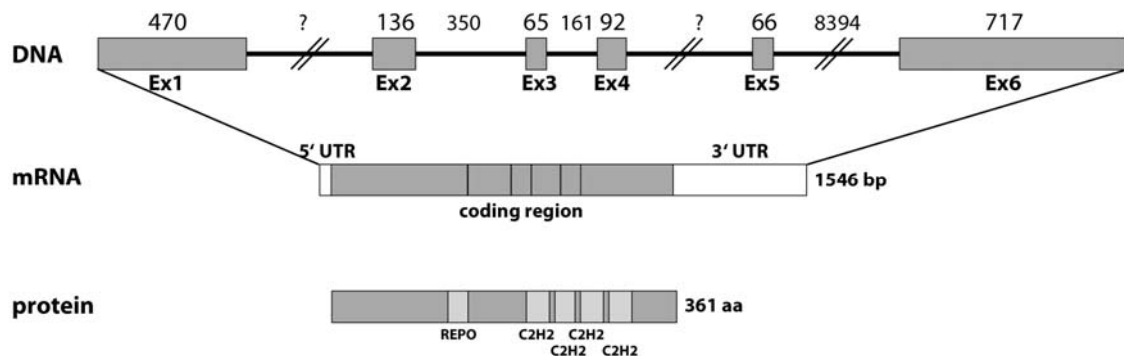 470 ? 136 350 65 161 92 ? 66 8394 717
DNA
Ex1 Ex2 Ex3 Ex4 Ex5 Ex6
5' UTR 3' UTR
mRNA 1546 bp
coding region
protein 361 aa
REPO C2H2 C2H2
C2H2 C2H2